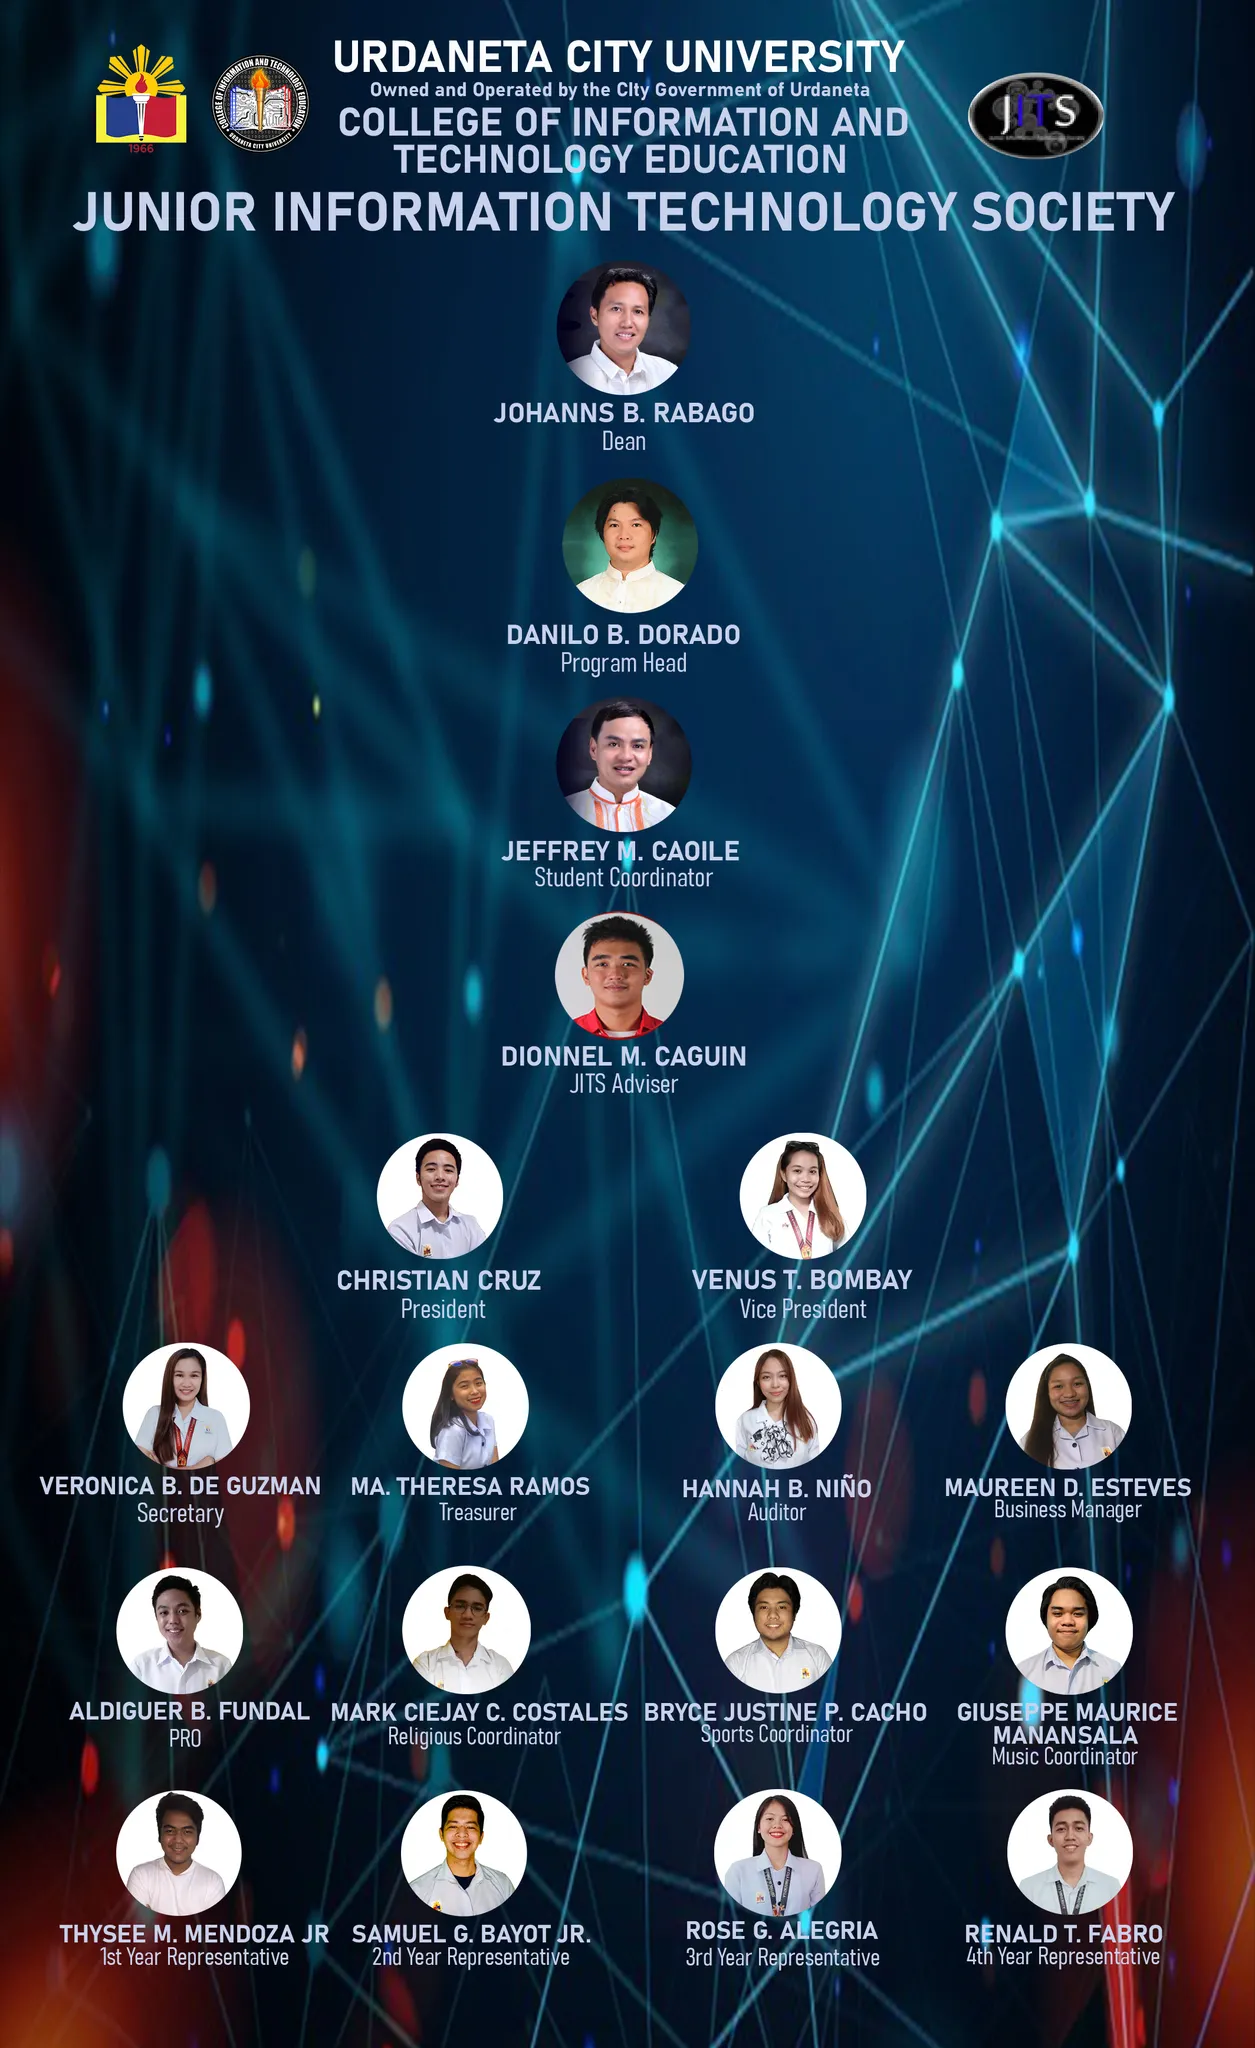 1966
COLLEGE OF INFORMATION AND TECHNOLOGY EDUCATION
URDANETA CITY UNIVERSITY
URDANETA CITY UNIVERSITY
Owned and Operated by the CIty Government of Urdaneta
COLLEGE OF INFORMATION AND
TECHNOLOGY EDUCATION
JITS
JUNIOR INFORMATION TECHNOLOGY SOCIETY
JOHANNS B. RABAGO
Dean
DANILO B. DORADO
Program Head
JEFFREY M. CAOILE
Student Coordinator
DIONNEL M. CAGUIN
JITS Adviser
CHRISTIAN CRUZ
President
VENUS T. BOMBAY
Vice President
VERONICA B. DE GUZMAN
Secretary
MA. THERESA RAMOS
Treasurer
HANNAH B. NIÑO
Auditor
MAUREEN D. ESTEVES
Business Manager
ALDIGUER B. FUNDAL
PRO
MARK CIEJAY C. COSTALES
Religious Coordinator
BRYCE JUSTINE P. CACHO
Sports Coordinator
GIUSEPPE MAURICE
MANANSALA
Music Coordinator
THYSEE M. MENDOZA JR
1st Year Representative
SAMUEL G. BAYOT JR.
2nd Year Representative
ROSE G. ALEGRIA
3rd Year Representative
RENALD T. FABRO
4th Year Representative